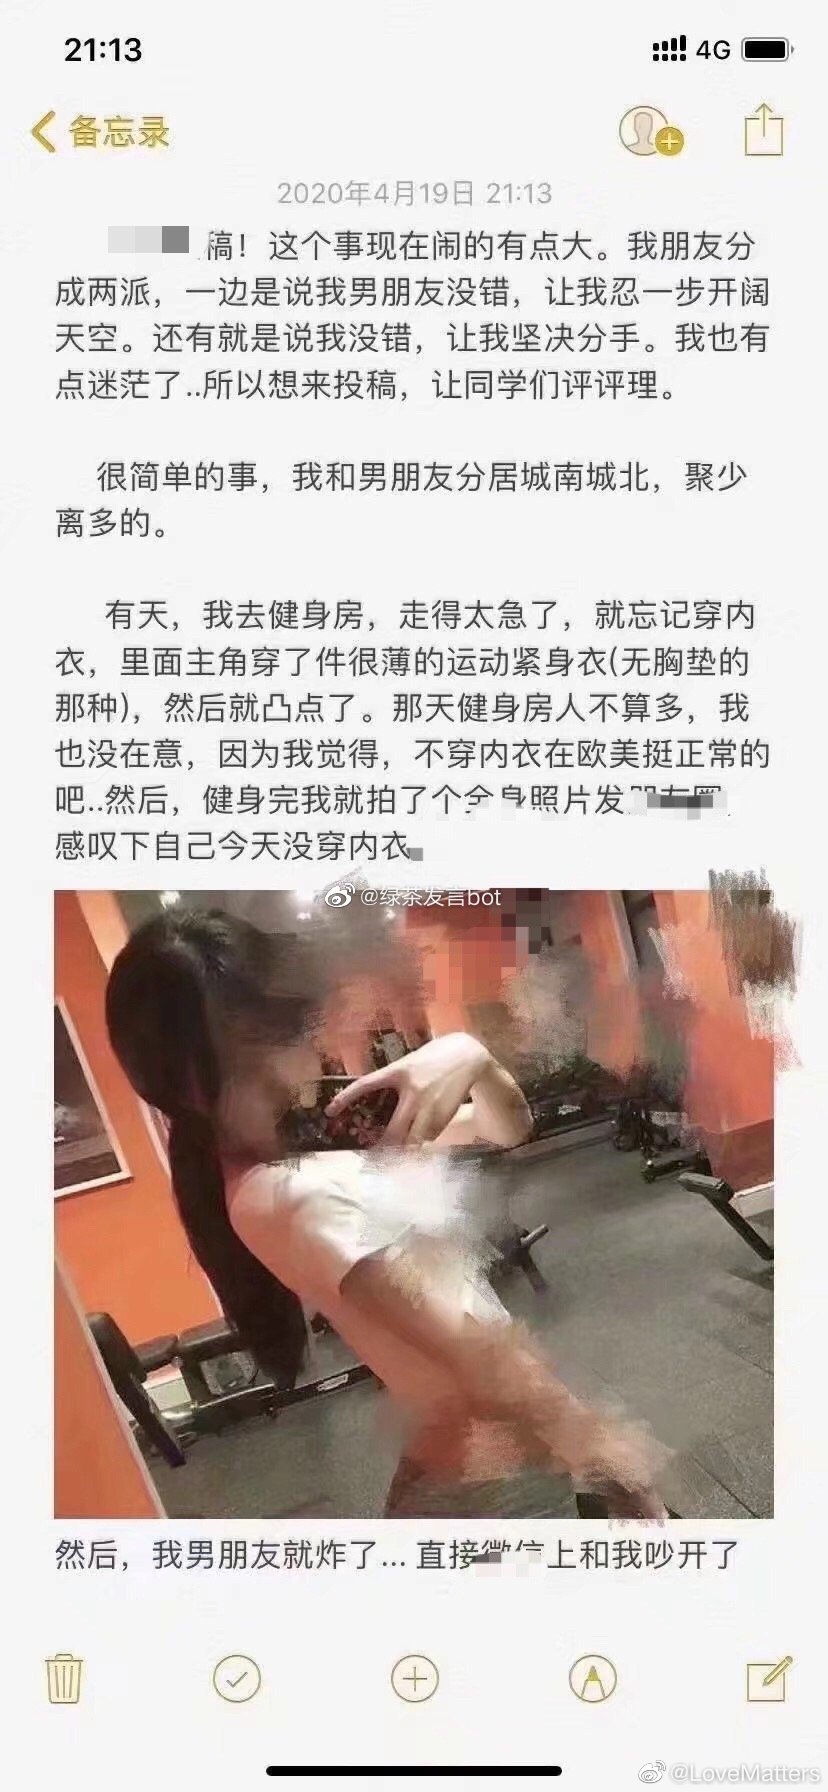 21:13
4G
备忘录
2020年4月19日 21:13
稿！这个事现在闹的有点大。我朋友分
成两派，一边是说我男朋友没错，让我忍一步开阔
天空。还有就是说我没错，让我坚决分手。我也有
点迷茫了..所以想来投稿，让同学们评评理。
很简单的事，我和男朋友分居城南城北，聚少
离多的。
有天，我去健身房，走得太急了，就忘记穿内
衣，里面主角穿了件很薄的运动紧身衣(无胸垫的
那种)，然后就凸点了。那天健身房人不算多，我
也没在意，因为我觉得，不穿内衣在欧美挺正常的
吧..然后，健身完我就拍了个全身照片发朋友圈，
感叹下自己今天没穿内衣
@绿茶发言bot
然后，我男朋友就炸了... 直接微信上和我吵开了
@LoveMatters